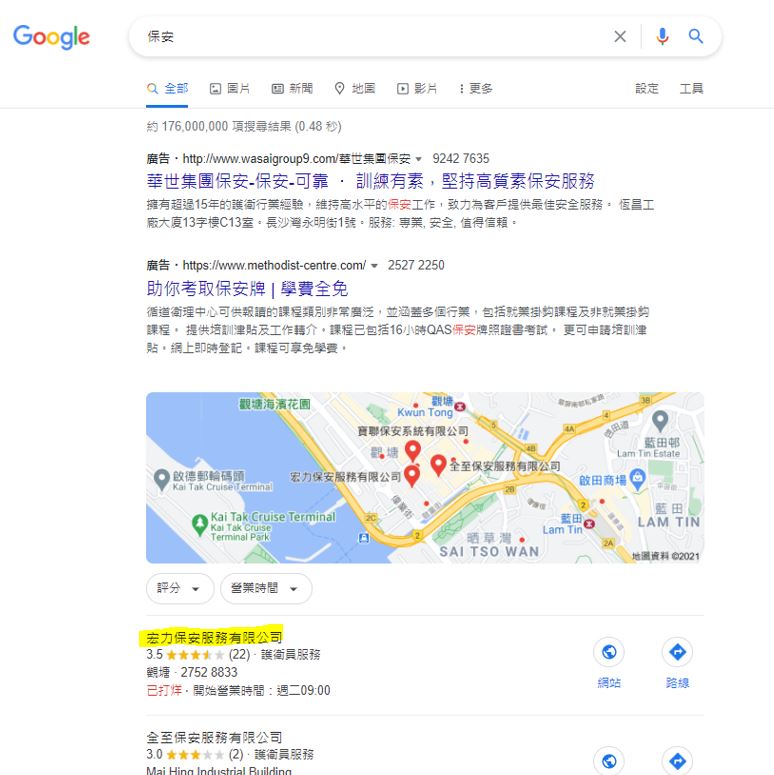 Google
保安
全部 圖片 新聞 地圖 影片 更多 設定 工具
約 176,000,000 項搜尋結果 (0.48 秒)
廣告・http://www.wasaigroup9.com/華世集團保安 9242 7635
華世集團保安-保安-可靠 ・ 訓練有素，堅持高質素保安服務
擁有超過15年的護衛行業經驗，維持高水平的保安工作，致力為客戶提供最佳安全服務。 恆昌工
廠大廈13字樓C13室。長沙灣永明街1號。服務: 專業, 安全, 值得信賴。
廣告・https://www.methodist-centre.com/ 2527 2250
助你考取保安牌 | 學費全免
循道衛理中心可供報讀的課程類別非常廣泛，並涵蓋多個行業，包括就業掛鈎課程及非就業掛鈎
課程。 提供培訓津貼及工作轉介。課程已包括16小時QAS保安牌照證書考試。 更可申請培訓津
貼。網上即時登記。課程可享免學費。
觀塘海濱花園
觀塘
Kwun Tong
3B
4
4A
5
4B
啟田道
藍田邨
Lam Tin Estate
寶聯保安系統有限公司
觀塘
全至保安服務有限公司
宏力保安服務有限公司
啟德郵輪碼頭
Kai Tak Cruise Terminal
啟田商場
2B
2
偉業街
藍田
LAM TIN
Kai Tak Cruise Terminal
Kai Tak Cruise
Terminal Park
2C
藍田
Lam Tin
2
晒草灣
SAI TSO WAN
2A
地圖資料 ©2021
評分 營業時間
宏力保安服務有限公司
3.5 (22) · 護衛員服務
觀塘 · 2752 8833
已打烊 · 開始營業時間：週二09:00
網站 路線
全至保安服務有限公司
3.0 (2) · 護衛員服務
Mai Hing Industrial Building